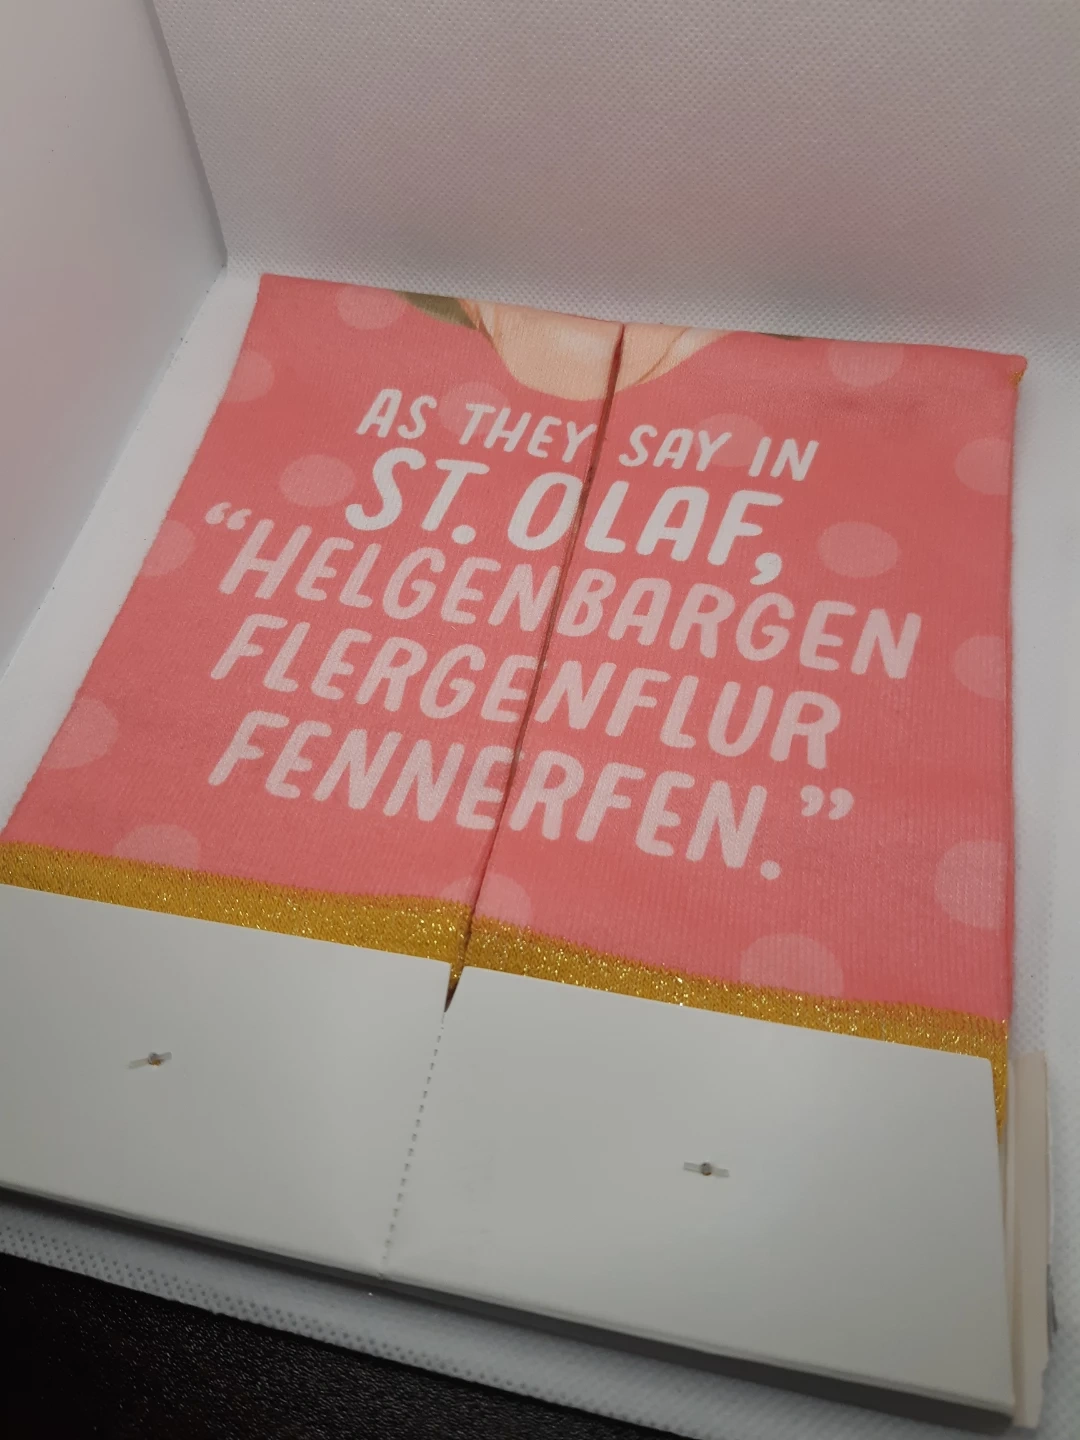 AS THEY SAY IN
ST. OLAF,
“HELGENBARGEN
FLERGENFLUR
FENNERFEN.”